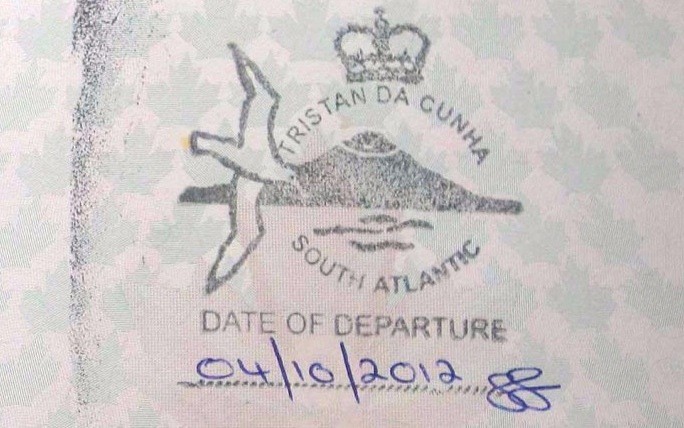 TRISTAN DA CUNHA
SOUTH ATLANTIC
DATE OF DEPARTURE
04/10/2012